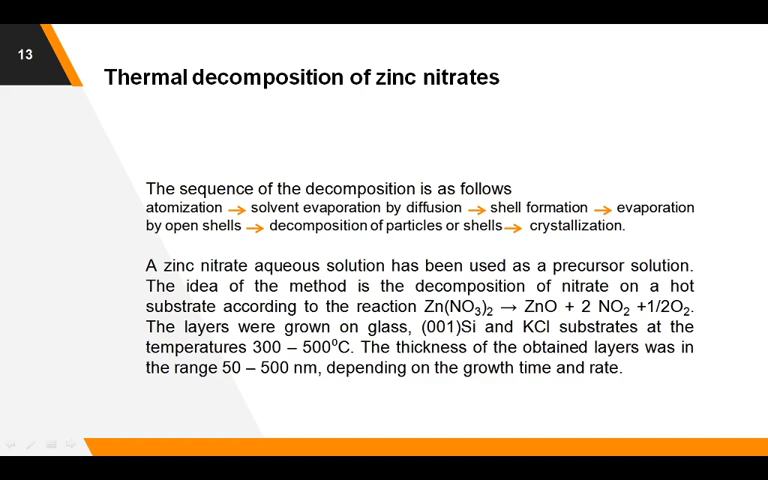 13
Thermal decomposition of zinc nitrates
The sequence of the decomposition is as follows
atomization → solvent evaporation by diffusion → shell formation → evaporation
by open shells → decomposition of particles or shells → crystallization.
A zinc nitrate aqueous solution has been used as a precursor solution.
The idea of the method is the decomposition of nitrate on a hot
substrate according to the reaction Zn(NO₃)₂ → ZnO + 2 NO₂ +1/2O₂.
The layers were grown on glass, (001)Si and KCl substrates at the
temperatures 300 – 500⁰C. The thickness of the obtained layers was in
the range 50 – 500 nm, depending on the growth time and rate.